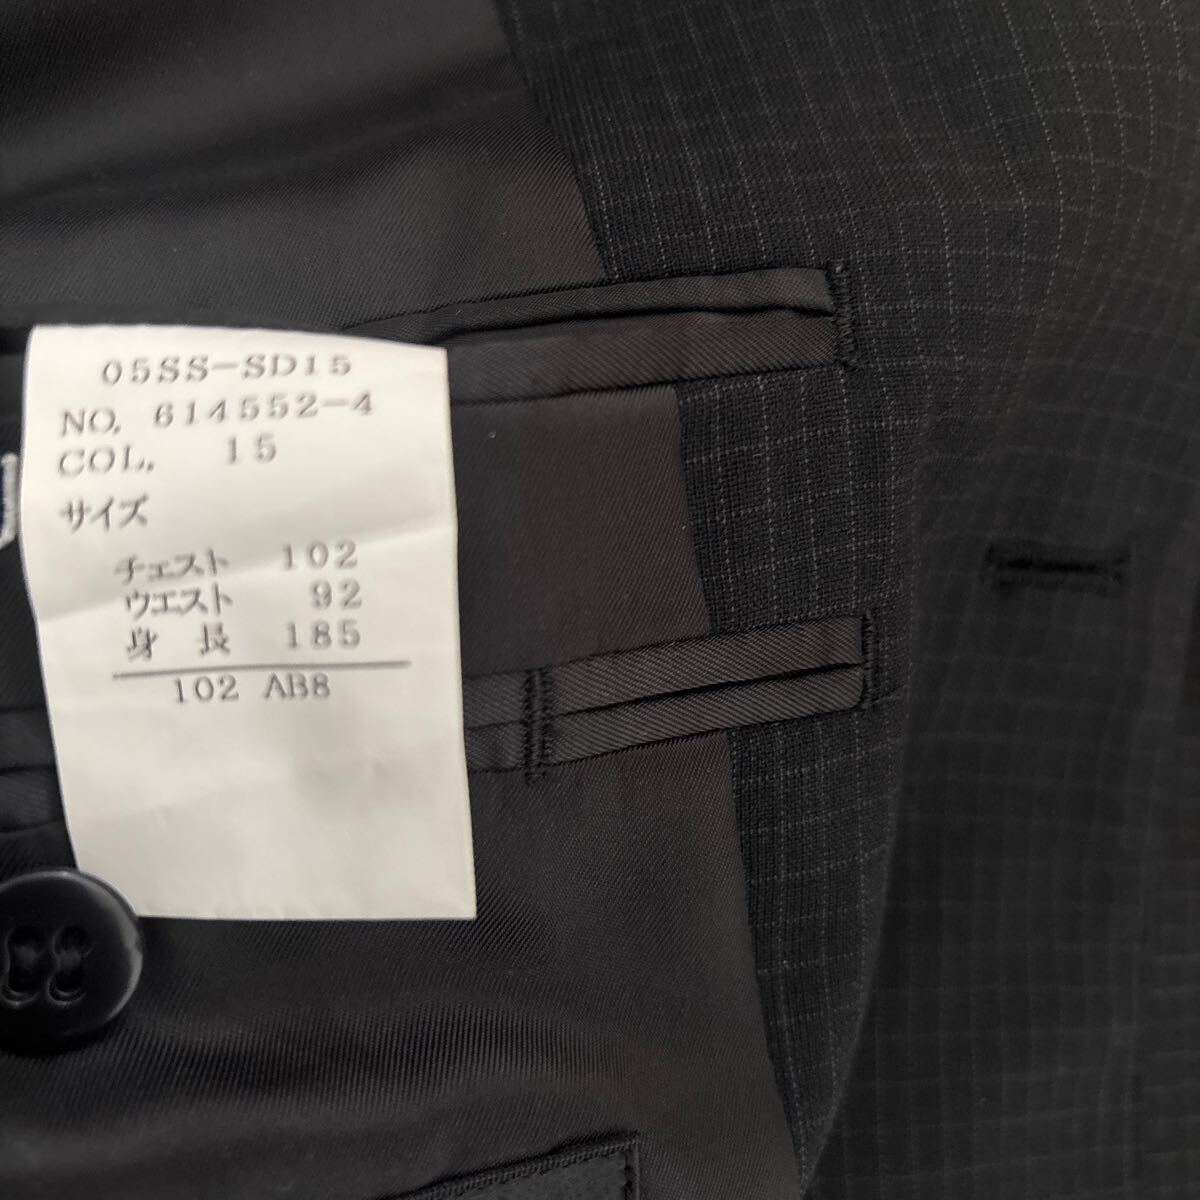 05SS-SD15
NO. 614552-4
COL. 15
サイズ
チェスト 102
ウエスト 92
身 長 185
102 AB8